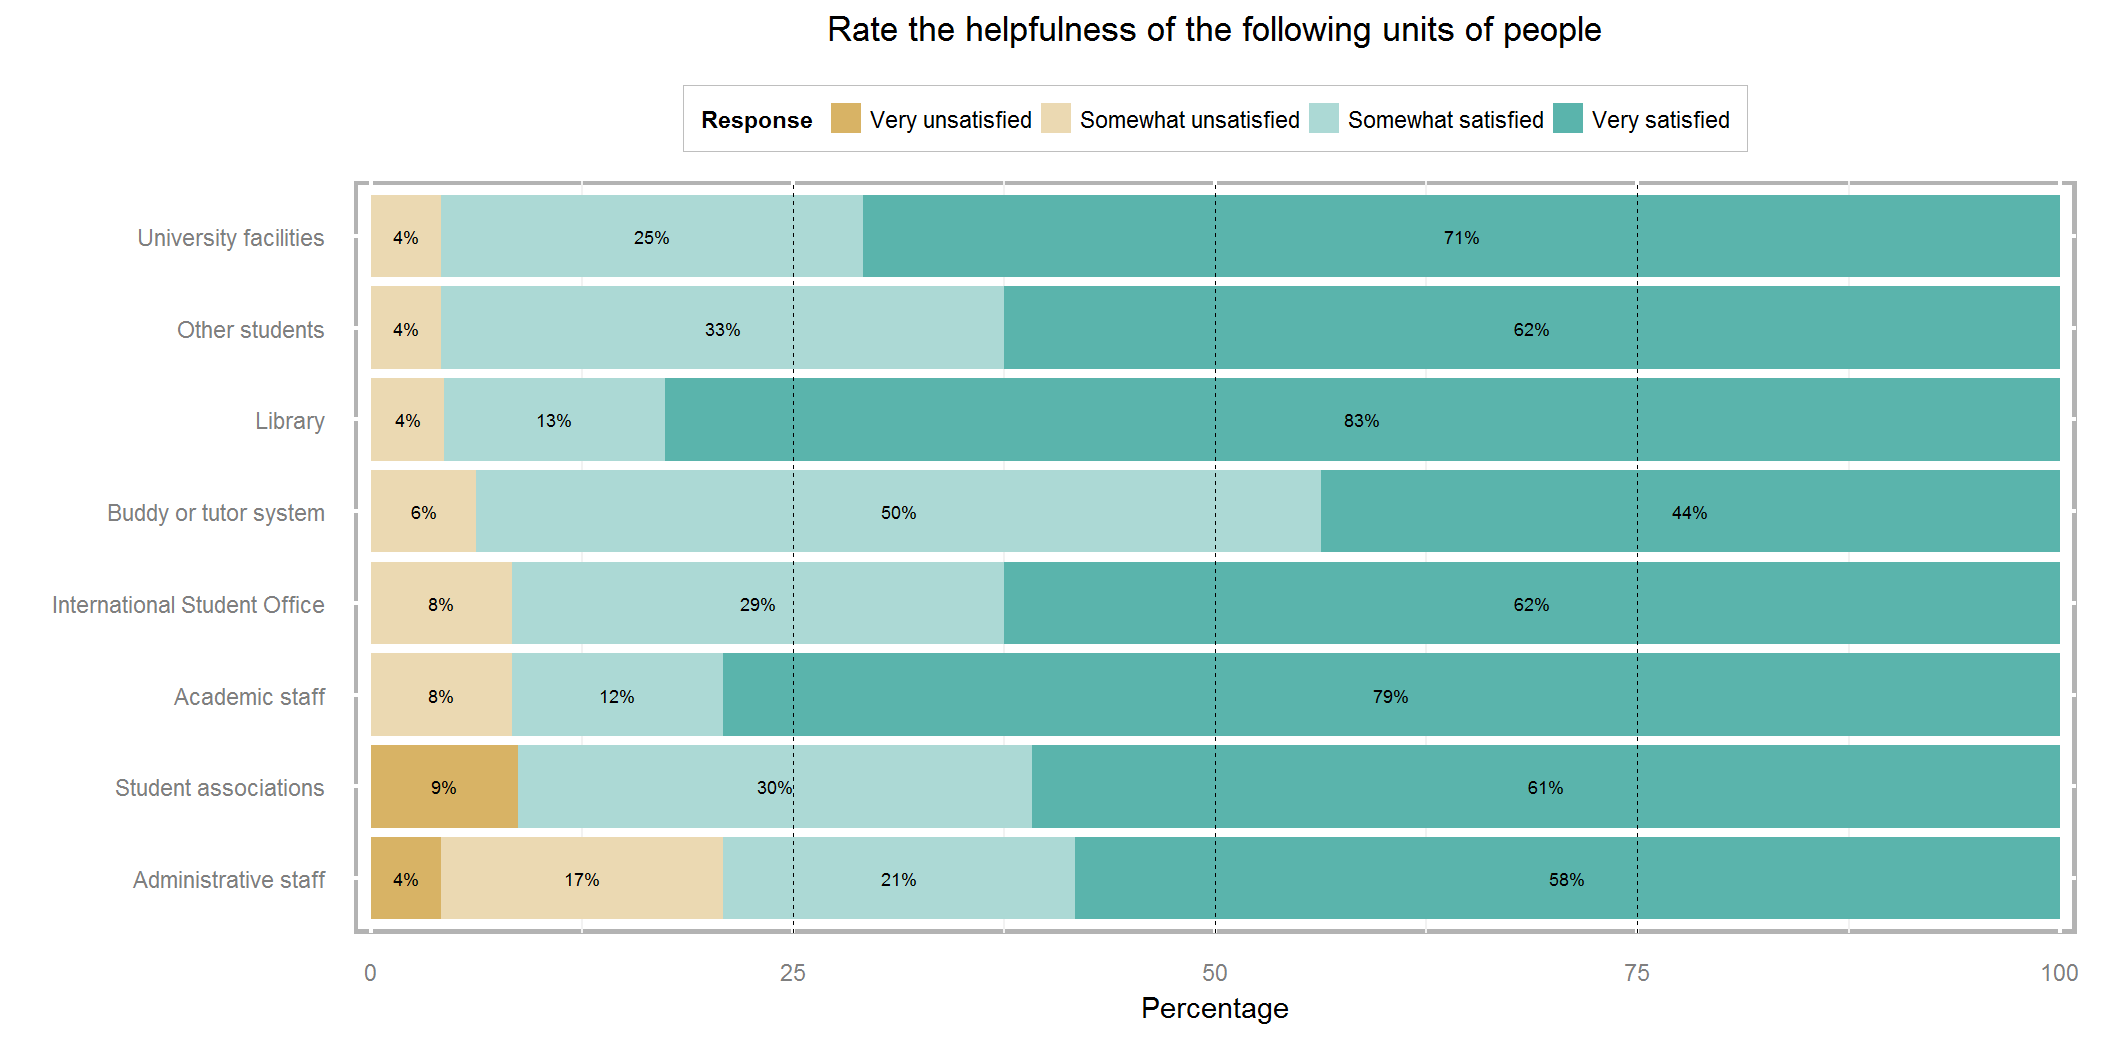 Rate the helpfulness of the following units of people
Response Very unsatisfied Somewhat unsatisfied Somewhat satisfied Very satisfied
University facilities 4% 25% 71%
Other students 4% 33% 62%
Library 4% 13% 83%
Buddy or tutor system 6% 50% 44%
International Student Office 8% 29% 62%
Academic staff 8% 12% 79%
Student associations 9% 30% 61%
Administrative staff 4% 17% 21% 58%
0 25 50 75 100
Percentage